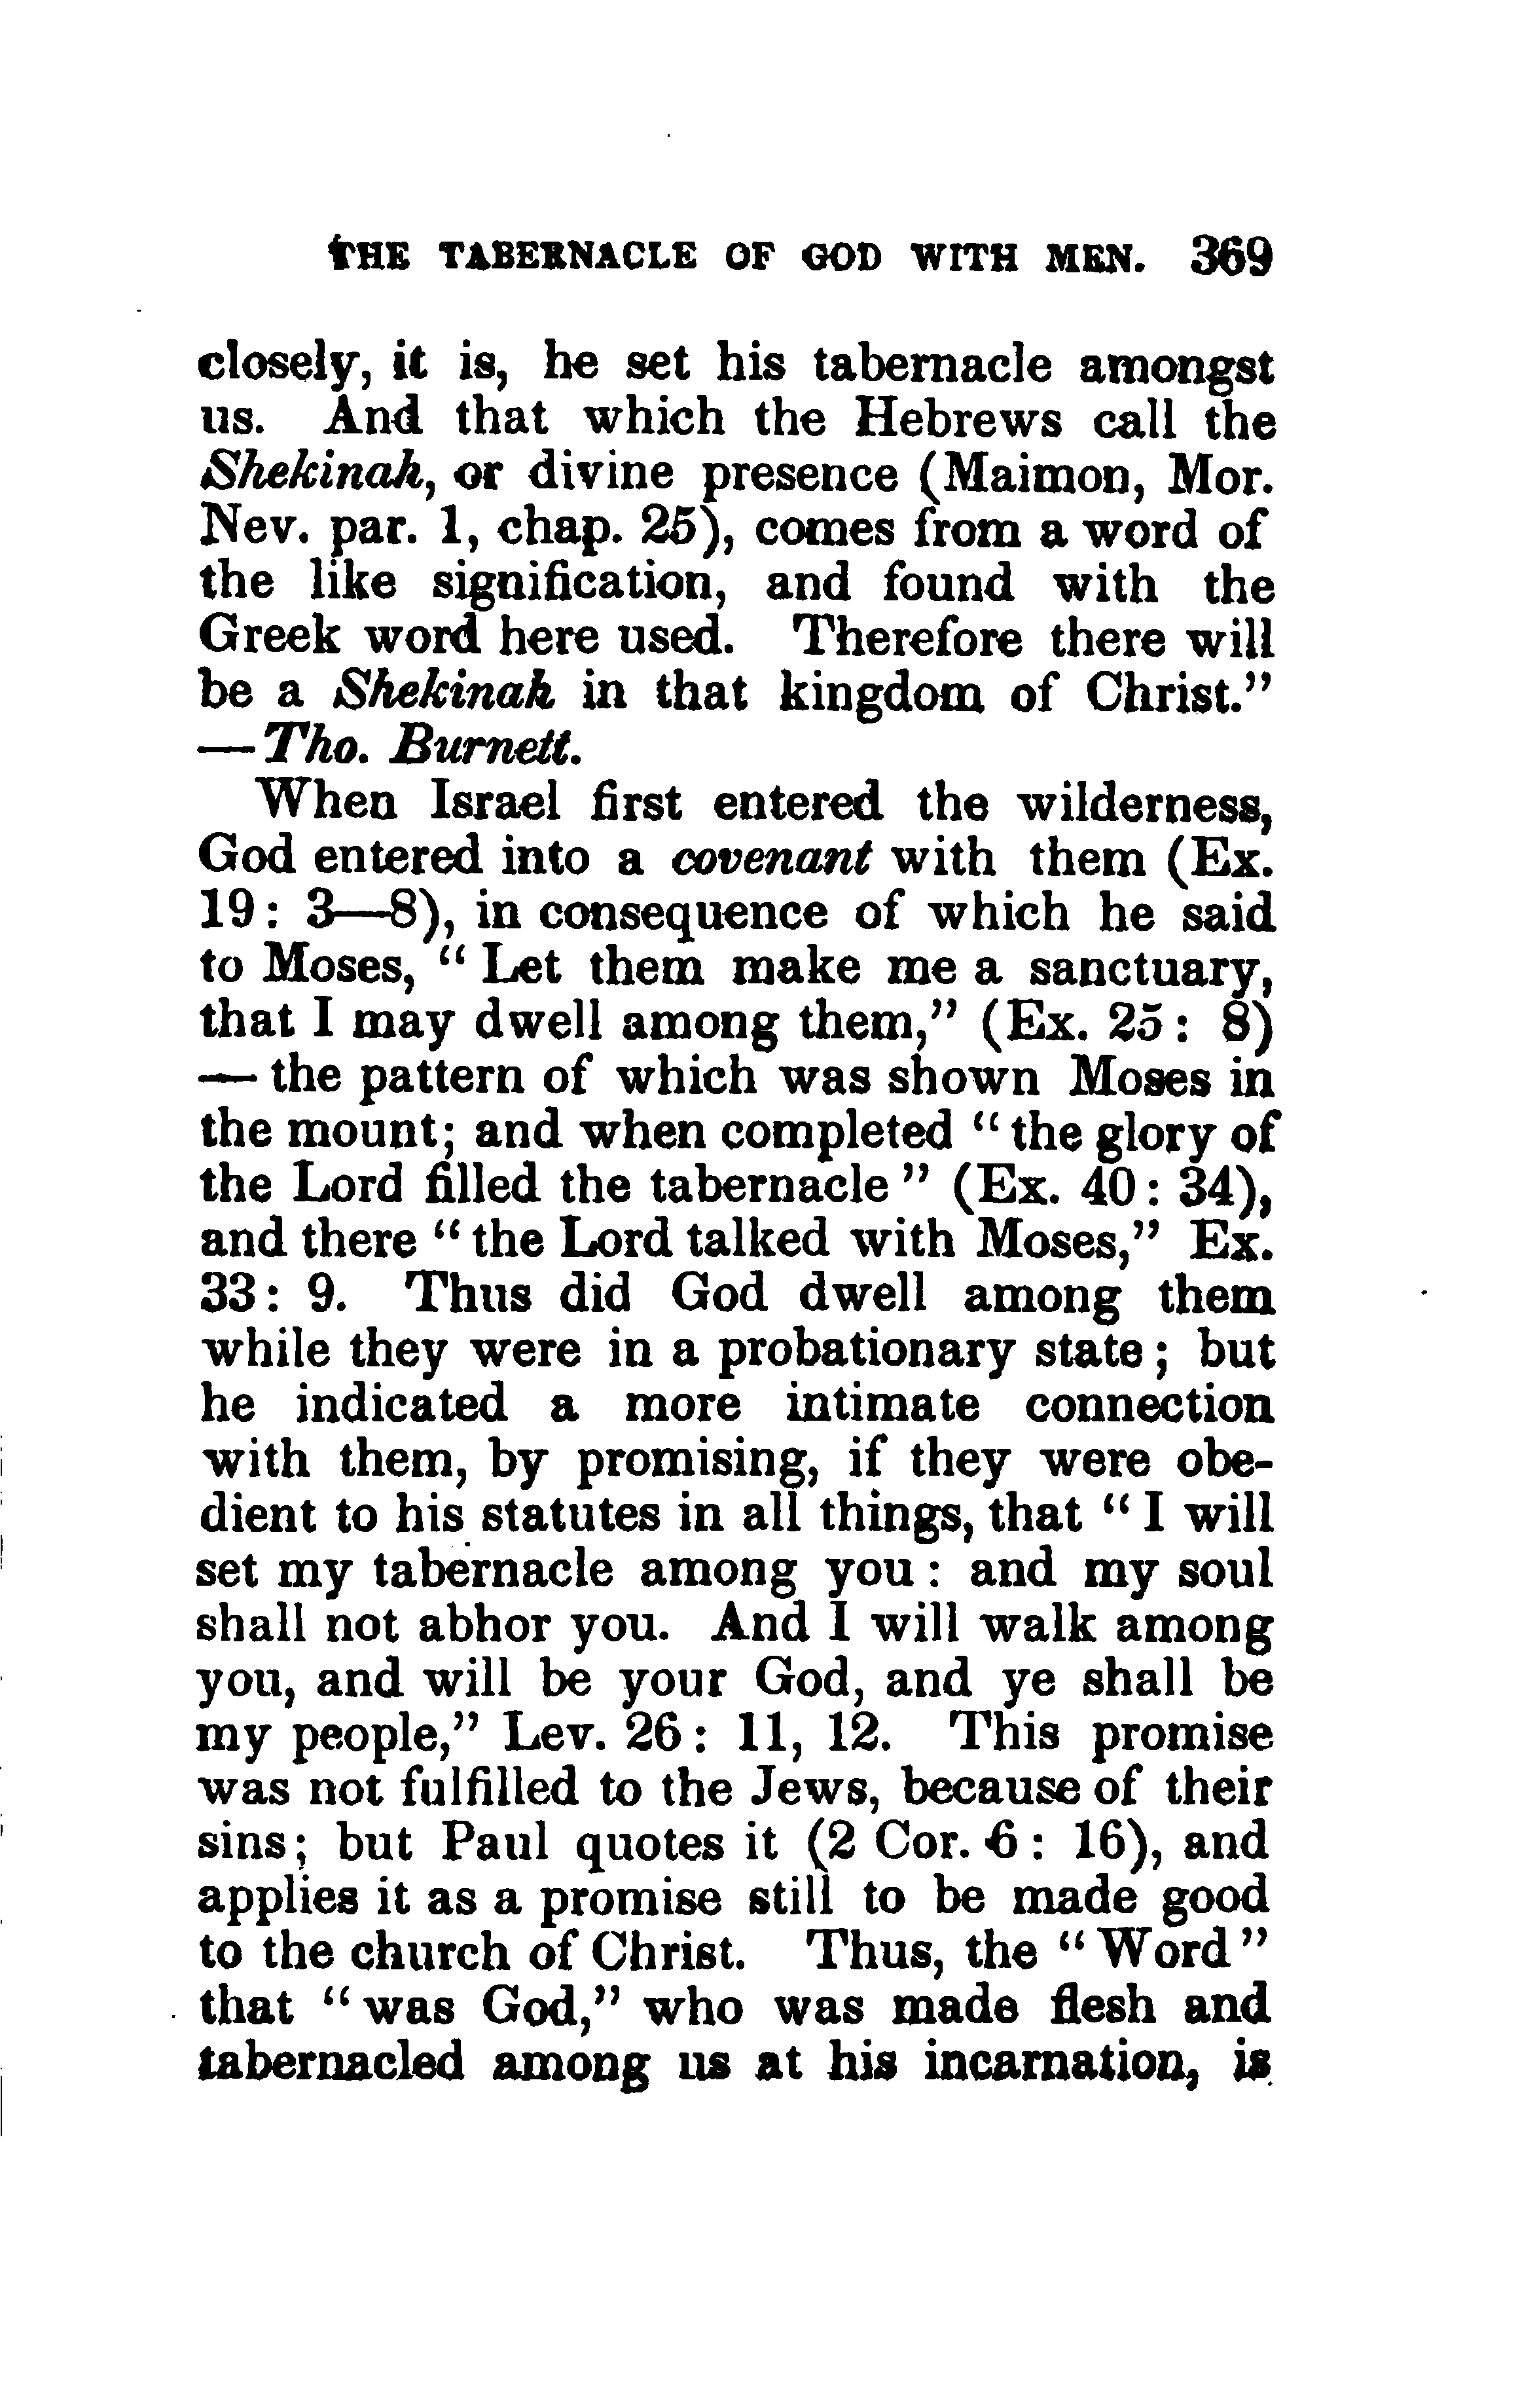 THE TABERNACLE OF GOD WITH MEN. 369
closely, it is, he set his tabernacle amongst
us. And that which the Hebrews call the
Shekinah, or divine presence (Maimon, Mor.
Nev. par. 1, chap. 25), comes from a word of
the like signification, and found with the
Greek word here used. Therefore there will
be a Shekinah in that kingdom of Christ.”
—Tho. Burnett.
When Israel first entered the wilderness,
God entered into a covenant with them (Ex.
19: 3—8), in consequence of which he said
to Moses, “ Let them make me a sanctuary,
that I may dwell among them,” (Ex. 25: 8)
— the pattern of which was shown Moses in
the mount; and when completed “ the glory of
the Lord filled the tabernacle ” (Ex. 40: 34),
and there “ the Lord talked with Moses,” Ex.
33: 9. Thus did God dwell among them
while they were in a probationary state; but
he indicated a more intimate connection
with them, by promising, if they were obe-
dient to his statutes in all things, that “ I will
set my tabernacle among you: and my soul
shall not abhor you. And I will walk among
you, and will be your God, and ye shall be
my people,” Lev. 26: 11, 12. This promise
was not fulfilled to the Jews, because of their
sins; but Paul quotes it (2 Cor. 6: 16), and
applies it as a promise still to be made good
to the church of Christ. Thus, the “ Word ”
that “ was God,” who was made flesh and
tabernacled among us at his incarnation, is